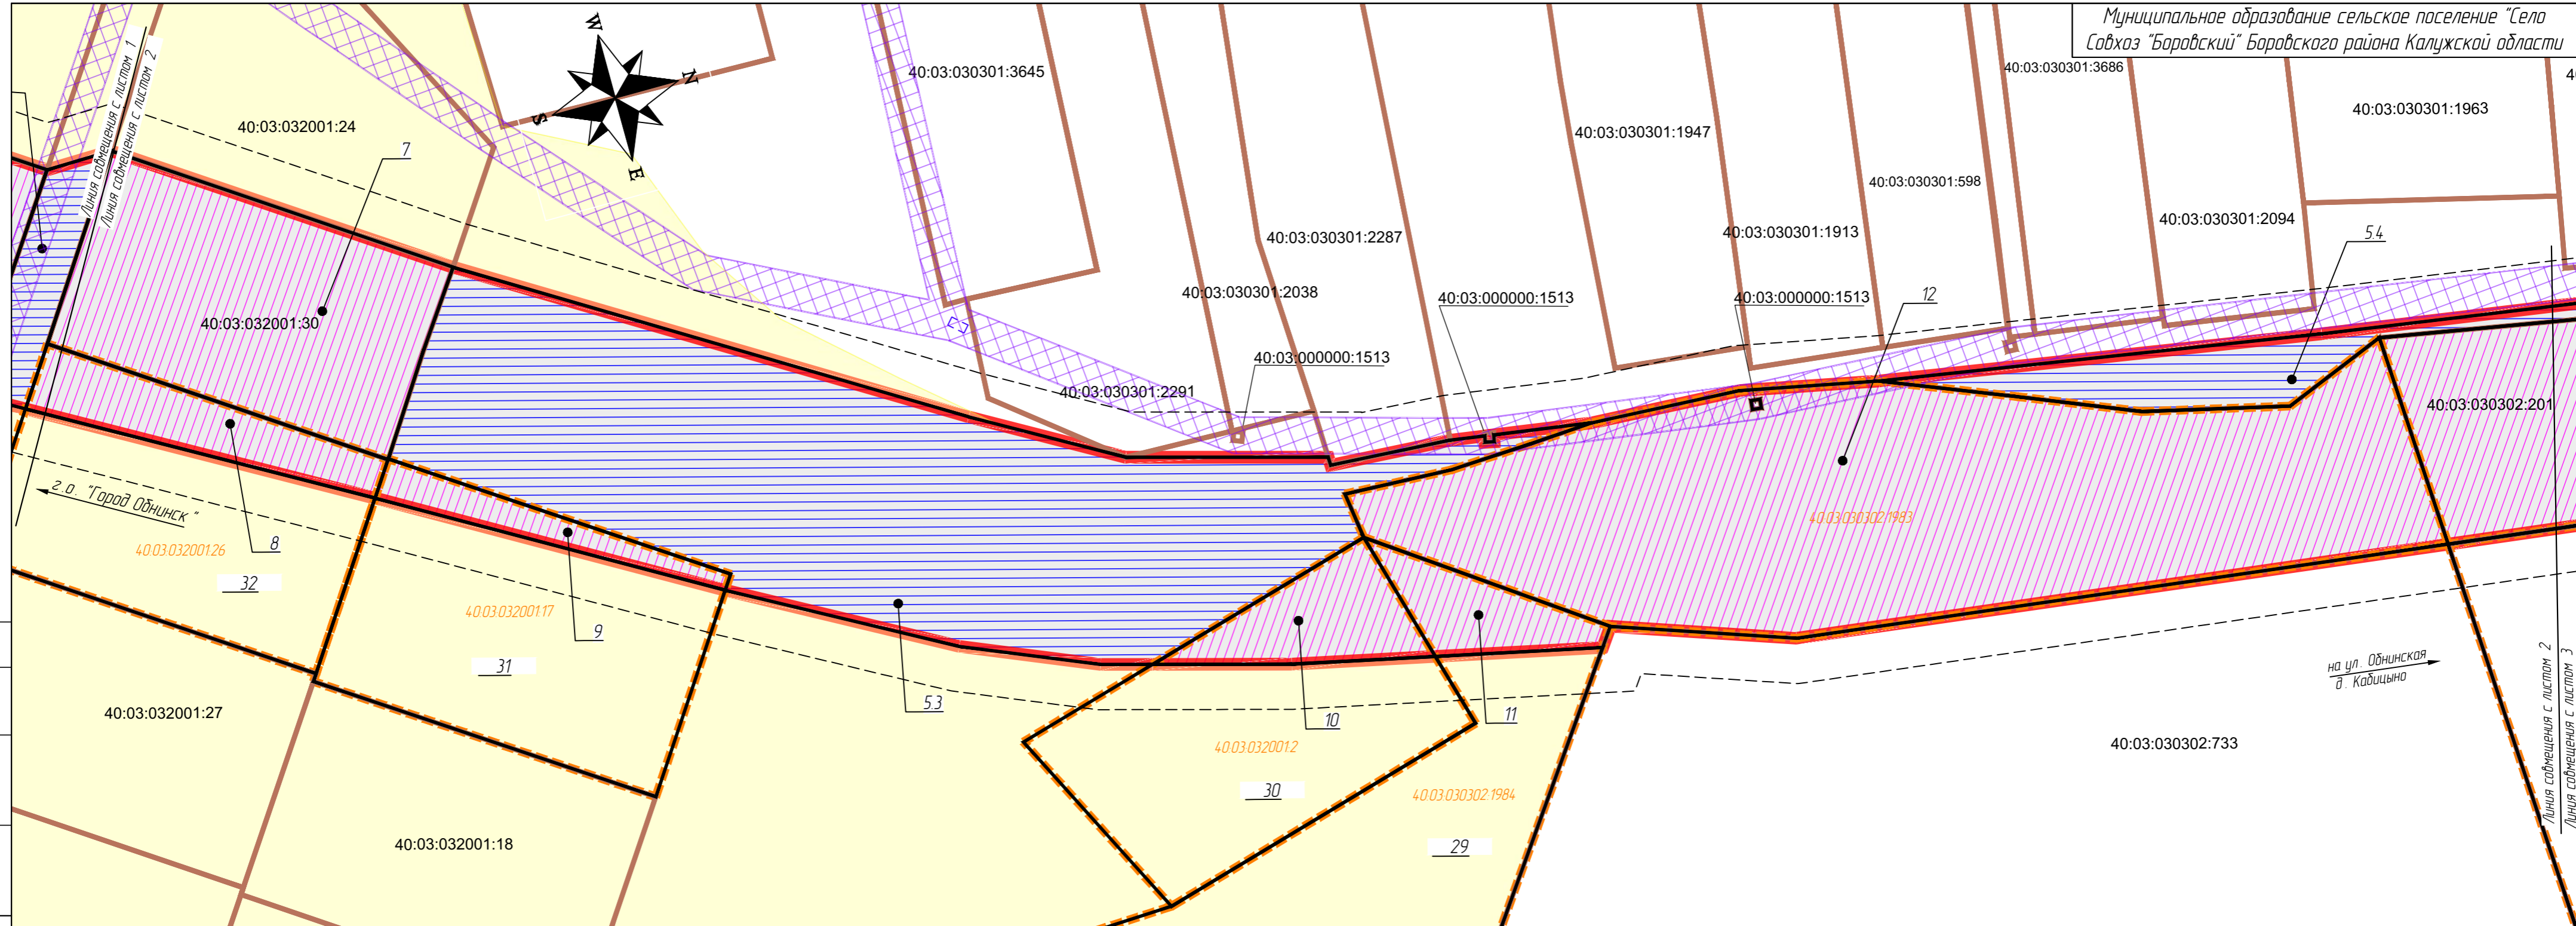 Муниципальное образование сельское поселение "Село
Совхоз "Боровский" Боровского района Калужской области
Линия совмещения с листом 1
Линия совмещения с листом 2
W
N
S
E
40:03:032001:24
7
40:03:032001:30
40:03:030301:3645
40:03:030301:2287
40:03:030301:2038
40:03:030301:2291
40:03:000000:1513
40:03:000000:1513
40:03:000000:1513
40:03:030301:1947
40:03:030301:1913
40:03:030301:598
40:03:030301:3686
40:03:030301:2094
40:03:030301:1963
12
5.4
40:03:030302:201
40:03:030302:1983
г.о. "Город Обнинск"
8
40:03:032001:26
32
40:03:032001:17
9
31
40:03:032001:27
40:03:032001:18
5.3
10
11
40:03:032001:2
30
40:03:030302:1984
29
на ул. Обнинская
д. Кабицыно
40:03:030302:733
Линия совмещения с листом 2
Линия совмещения с листом 3